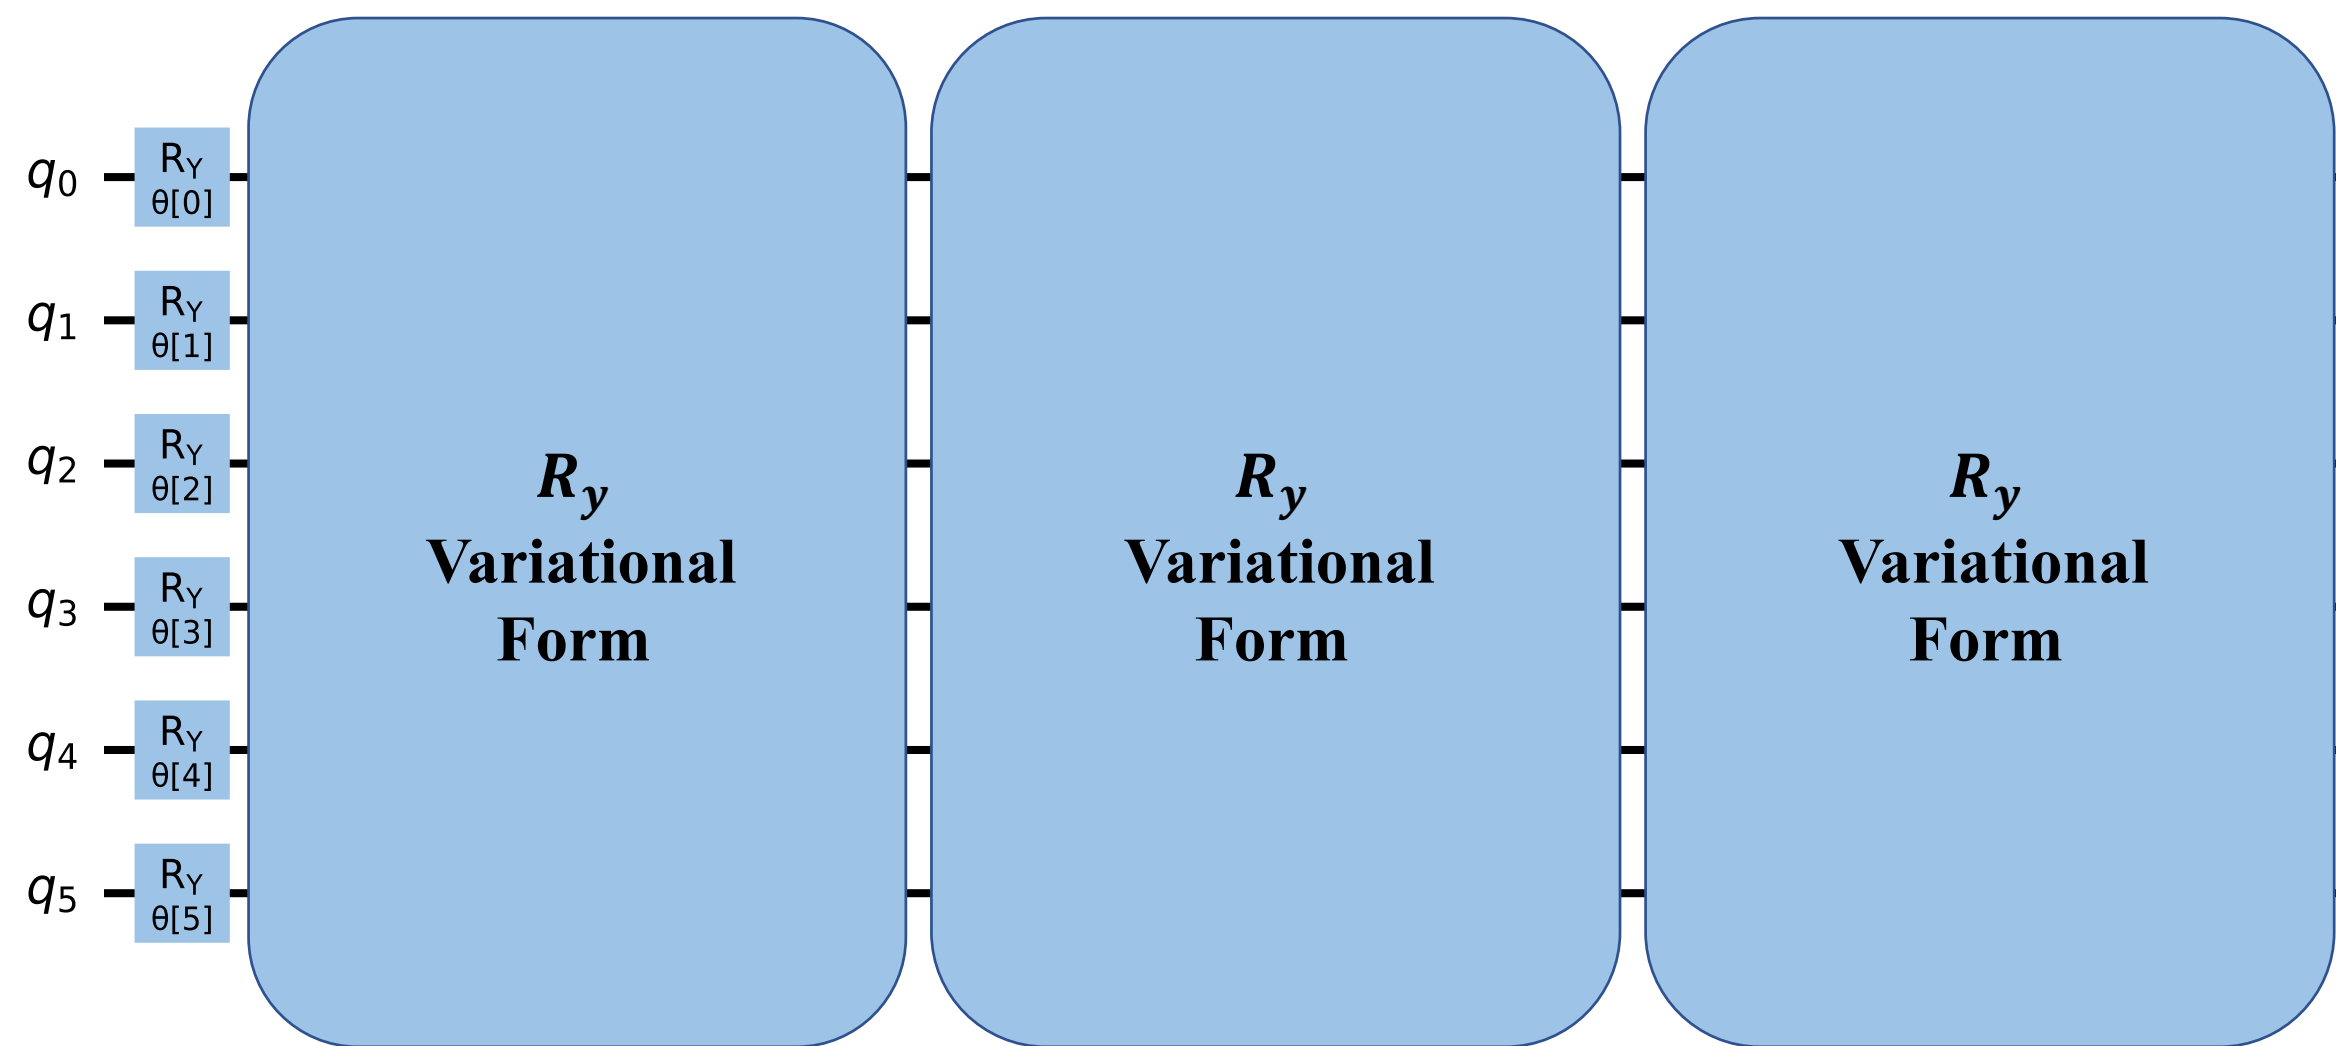 q0
RY
θ[0]
q1
RY
θ[1]
q2
RY
θ[2]
q3
RY
θ[3]
q4
RY
θ[4]
q5
RY
θ[5]
Ry
Variational
Form
Ry
Variational
Form
Ry
Variational
Form